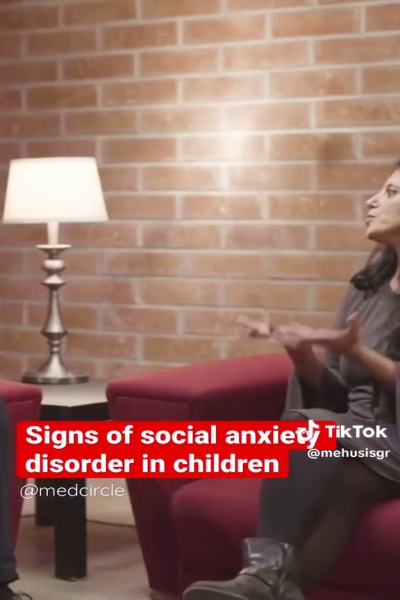 Signs of social anxiety
disorder in children
TikTok
@mehusisgr
@medcircle